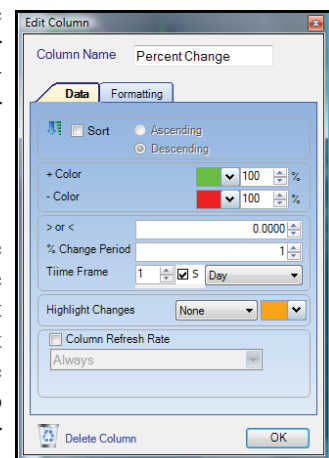 Edit Column
Column Name Percent Change
Data Formatting
Sort Ascending
Descending
+ Color 100 %
- Color 100 %
> or < 0.0000
% Change Period 1
Tiime Frame 1 S Day
Highlight Changes None
Column Refresh Rate
Always
Delete Column OK